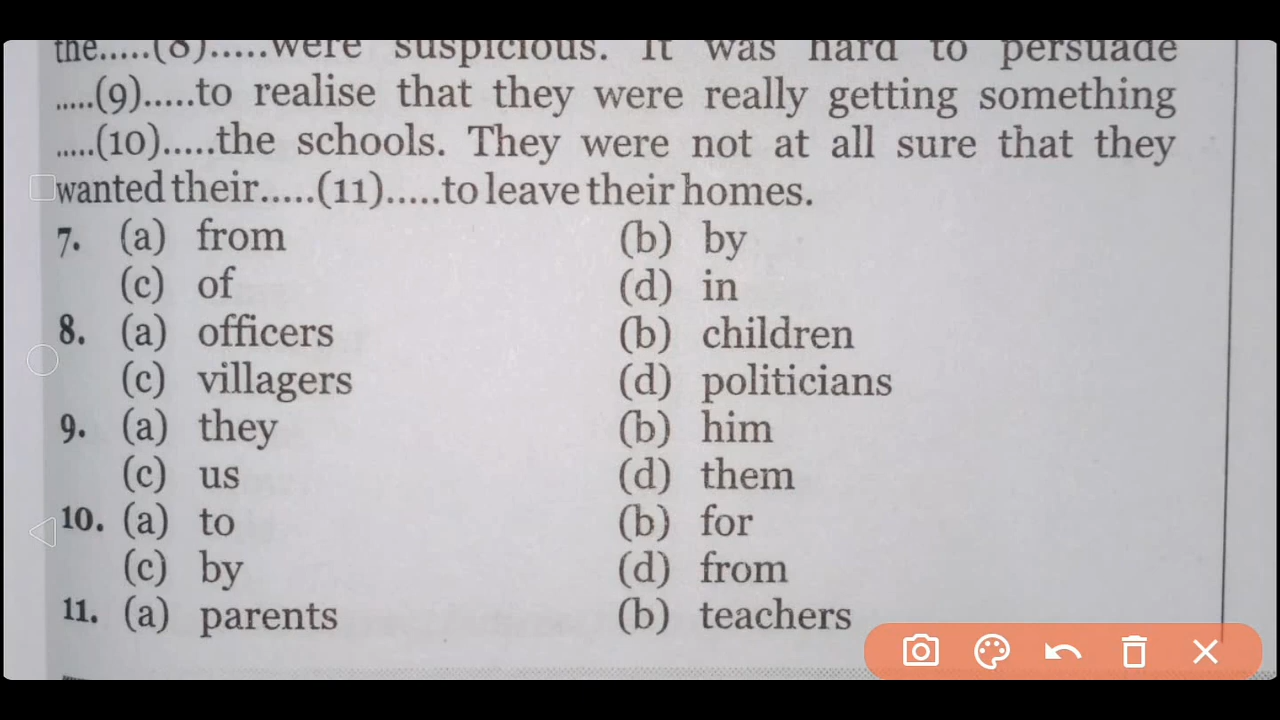 the.....(8).....were suspicious. It was hard to persuade
.....(9).....to realise that they were really getting something
.....(10).....the schools. They were not at all sure that they
wanted their.....(11).....to leave their homes.
7. (a) from (b) by
(c) of (d) in
8. (a) officers (b) children
(c) villagers (d) politicians
9. (a) they (b) him
(c) us (d) them
10. (a) to (b) for
(c) by (d) from
11. (a) parents (b) teachers